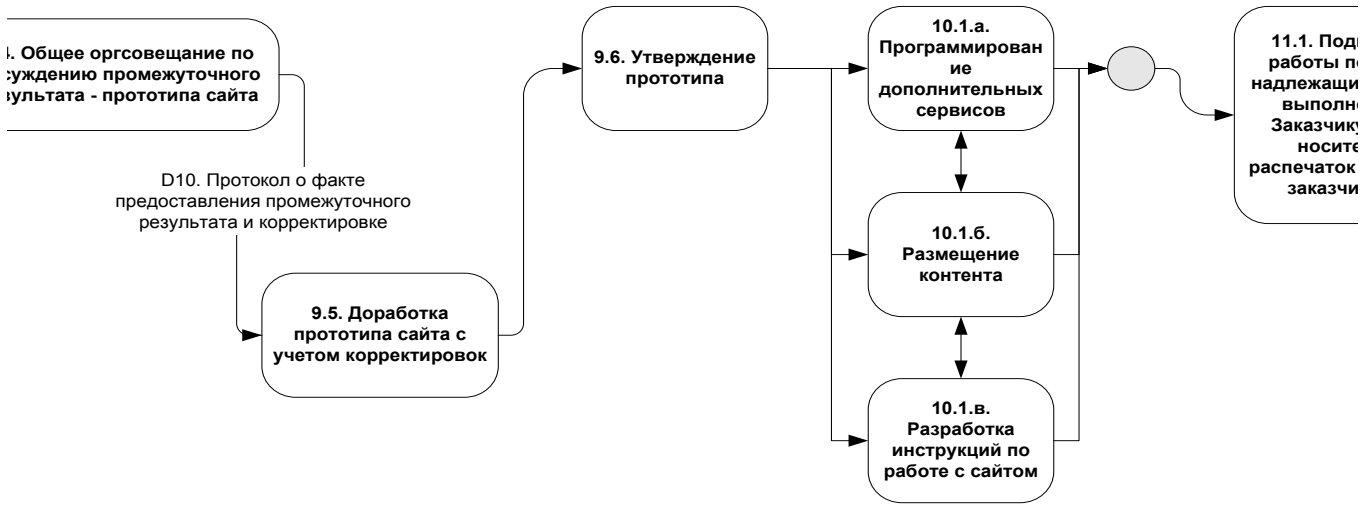 . Общее оргсовещание по
суждению промежуточного
зультата - прототипа сайта
D10. Протокол о факте
предоставления промежуточного
результата и корректировке
9.5. Доработка
прототипа сайта с
учетом корректировок
9.6. Утверждение
прототипа
10.1.а.
Программирован
ие
дополнительных
сервисов
10.1.б.
Размещение
контента
10.1.в.
Разработка
инструкций по
работе с сайтом
11.1. Под
работы п
надлежащи
выполн
Заказчик
носите
распечаток
заказчи